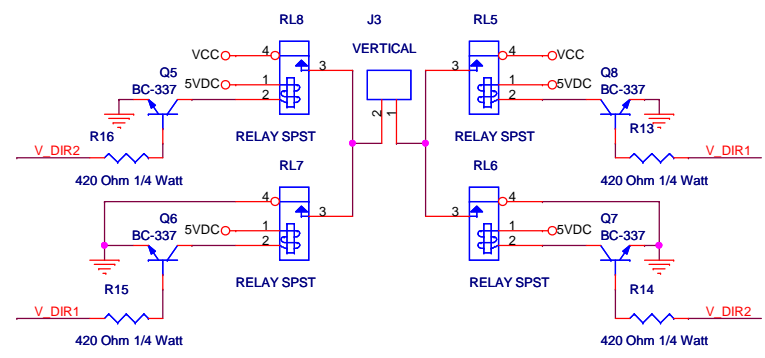 RL8 J3 RL5
VCC 4 VERTICAL 4 VCC
Q5 3 3 Q8
BC-337 5VDC 1 1 5VDC BC-337
2 2
2 1
R16 RELAY SPST RELAY SPST R13
V_DIR2 V_DIR1
420 Ohm 1/4 Watt RL7 RL6 420 Ohm 1/4 Watt
4 4
Q6 3 3 Q7
BC-337 5VDC 1 1 5VDC BC-337
2 2
R15 RELAY SPST RELAY SPST R14
V_DIR1 V_DIR2
420 Ohm 1/4 Watt 420 Ohm 1/4 Watt